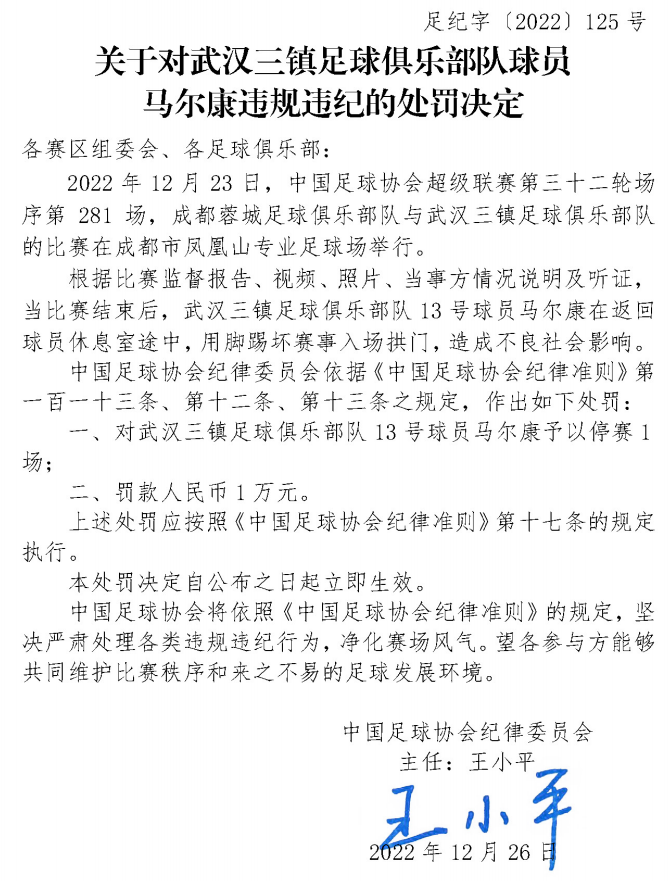 足纪字〔2022〕125 号
关于对武汉三镇足球俱乐部队球员
马尔康违规违纪的处罚决定
各赛区组委会、各足球俱乐部：
2022 年 12 月 23 日，中国足球协会超级联赛第三十二轮场
序第 281 场，成都蓉城足球俱乐部队与武汉三镇足球俱乐部队
的比赛在成都市凤凰山专业足球场举行。
根据比赛监督报告、视频、照片、当事方情况说明及听证，
当比赛结束后，武汉三镇足球俱乐部队 13 号球员马尔康在返回
球员休息室途中，用脚踢坏赛事入场拱门，造成不良社会影响。
中国足球协会纪律委员会依据《中国足球协会纪律准则》第
一百一十三条、第十二条、第十三条之规定，作出如下处罚：
一、对武汉三镇足球俱乐部队 13 号球员马尔康予以停赛 1
场；
二、罚款人民币 1 万元。
上述处罚应按照《中国足球协会纪律准则》第十七条的规定
执行。
本处罚决定自公布之日起立即生效。
中国足球协会将依照《中国足球协会纪律准则》的规定，坚
决严肃处理各类违规违纪行为，净化赛场风气。望各参与方能够
共同维护比赛秩序和来之不易的足球发展环境。
中国足球协会纪律委员会
主任：王小平
王小平
2022 年 12 月 26 日